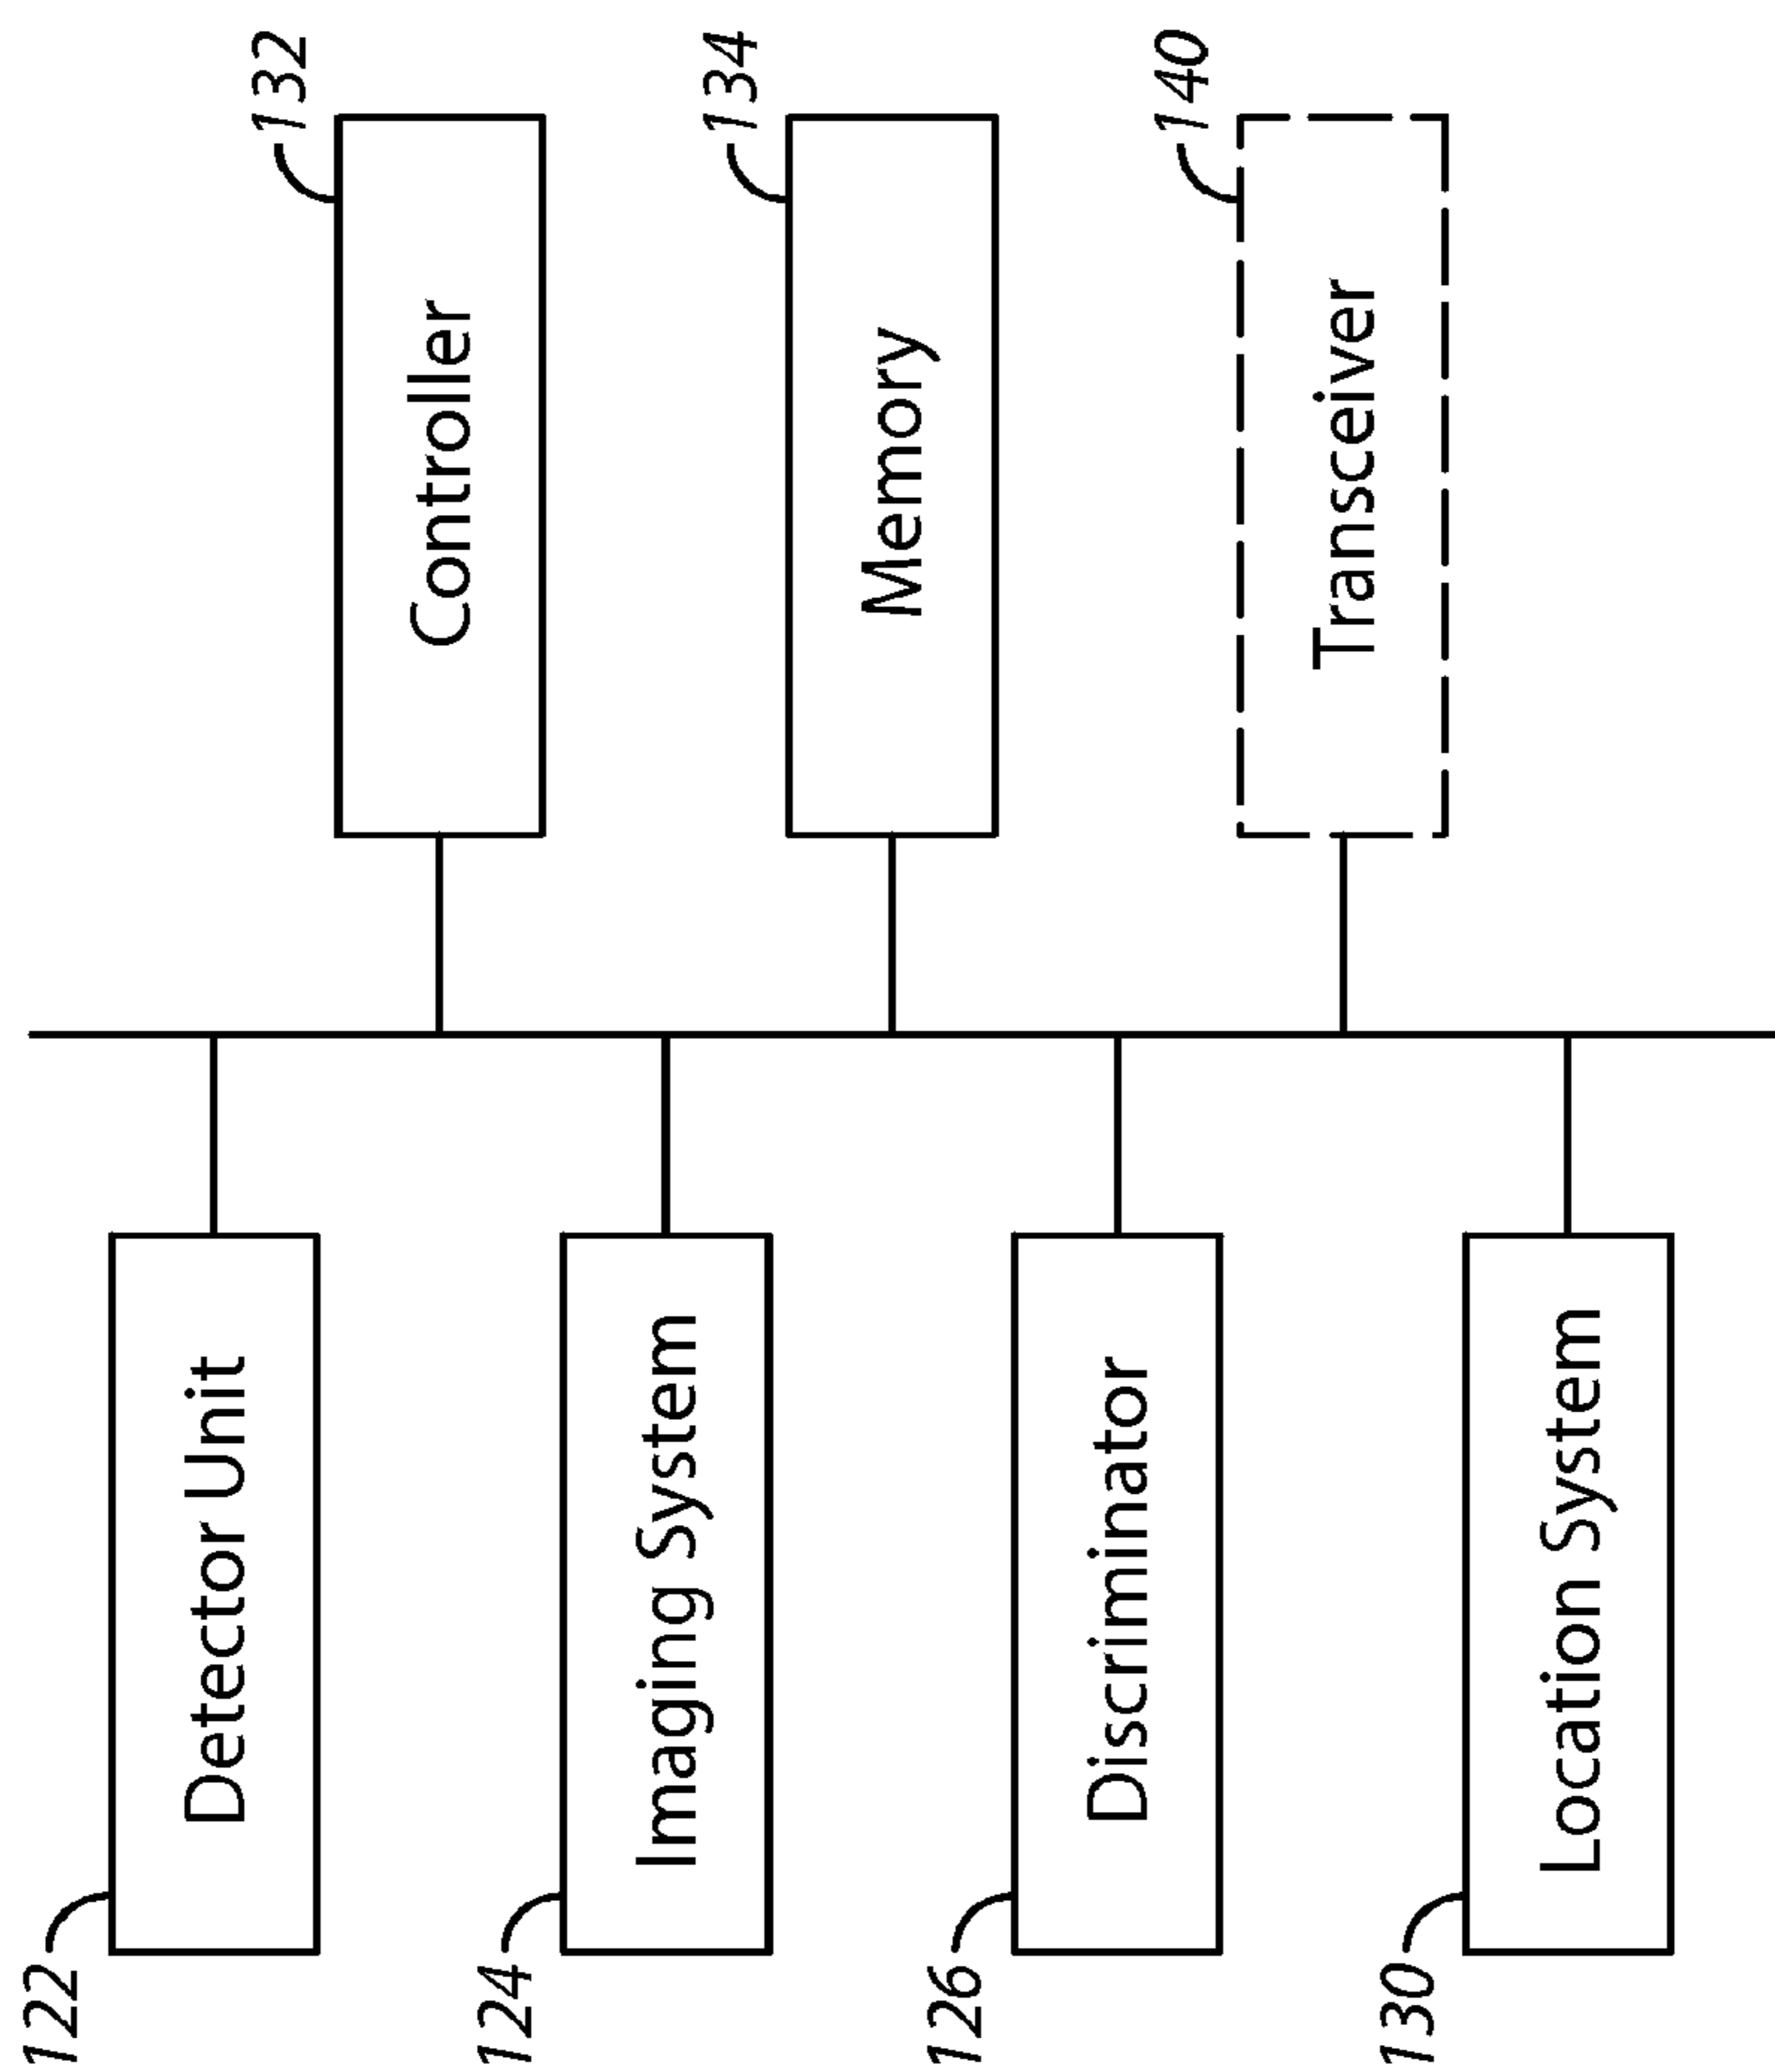 122
Detector Unit
132
Controller
124
Imaging System
134
Memory
126
Discriminator
140
Transceiver
130
Location System